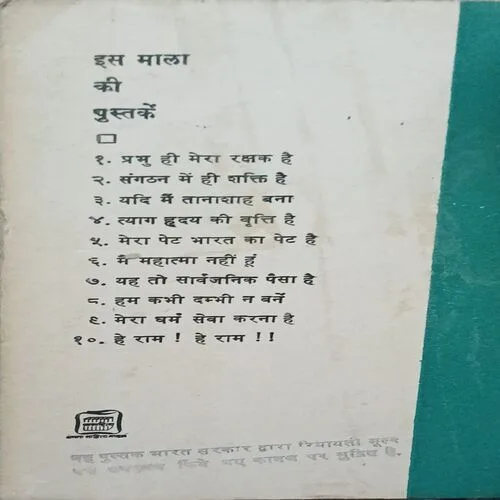 इस माला
की
पुस्तकें
१. प्रभु ही मेरा रक्षक है
२. संगठन में ही शक्ति है
३. यदि मैं तानाशाह बना
४. त्याग हृदय की वृत्ति है
५. मेरा पेट भारत का पेट है
६. मैं महात्मा नहीं हूं
७. यह तो सार्वजनिक पैसा है
८. हम कभी दम्भी न बनें
९. मेरा धर्म सेवा करना है
१०. हे राम ! हे राम !!
यह पुस्तक भारत सरकार द्वारा रियायती मूल्य
पर किये गए कागज पर मुद्रित है.